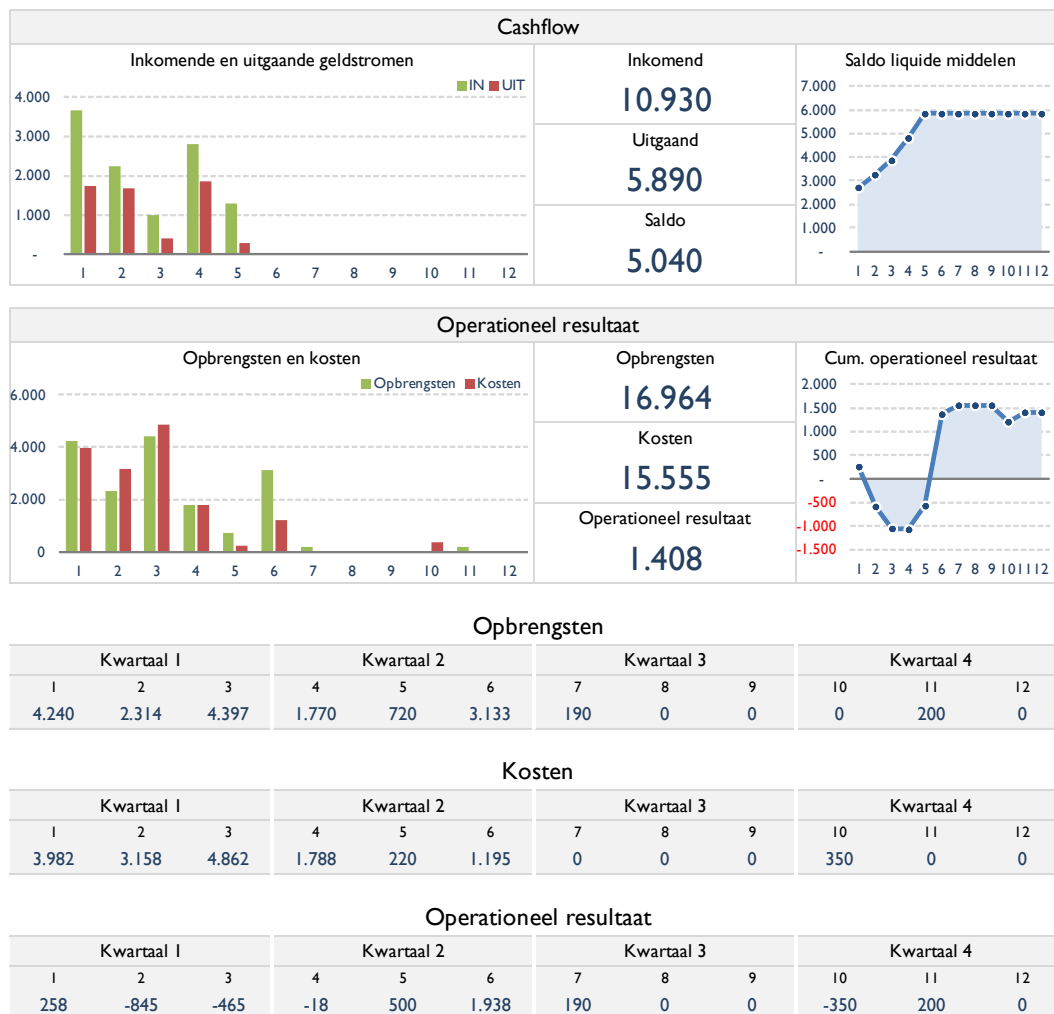 Cashflow
Inkomende en uitgaande geldstromen
IN UIT
4.000
3.000
2.000
1.000
-
1 2 3 4 5 6 7 8 9 10 11 12
Inkomend
10.930
Uitgaand
5.890
Saldo
5.040
Saldo liquide middelen
7.000
6.000
5.000
4.000
3.000
2.000
1.000
-
1 2 3 4 5 6 7 8 9 10 11 12
Operationeel resultaat
Opbrengsten en kosten
Opbrengsten Kosten
6.000
4.000
2.000
0
1 2 3 4 5 6 7 8 9 10 11 12
Opbrengsten
16.964
Kosten
15.555
Operationeel resultaat
1.408
Cum. operationeel resultaat
2.000
1.500
1.000
500
-
-500
-1.000
-1.500
1 2 3 4 5 6 7 8 9 10 11 12
Opbrengsten
Kwartaal 1 Kwartaal 2 Kwartaal 3 Kwartaal 4
1 2 3 4 5 6 7 8 9 10 11 12
4.240 2.314 4.397 1.770 720 3.133 190 0 0 0 200 0
Kosten
Kwartaal 1 Kwartaal 2 Kwartaal 3 Kwartaal 4
1 2 3 4 5 6 7 8 9 10 11 12
3.982 3.158 4.862 1.788 220 1.195 0 0 0 350 0 0
Operationeel resultaat
Kwartaal 1 Kwartaal 2 Kwartaal 3 Kwartaal 4
1 2 3 4 5 6 7 8 9 10 11 12
258 -845 -465 -18 500 1.938 190 0 0 -350 200 0